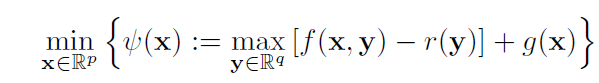 min_{x∈ℝ^p} { ψ(x) := max_{y∈ℝ^q} [f(x, y) − r(y)] + g(x) }